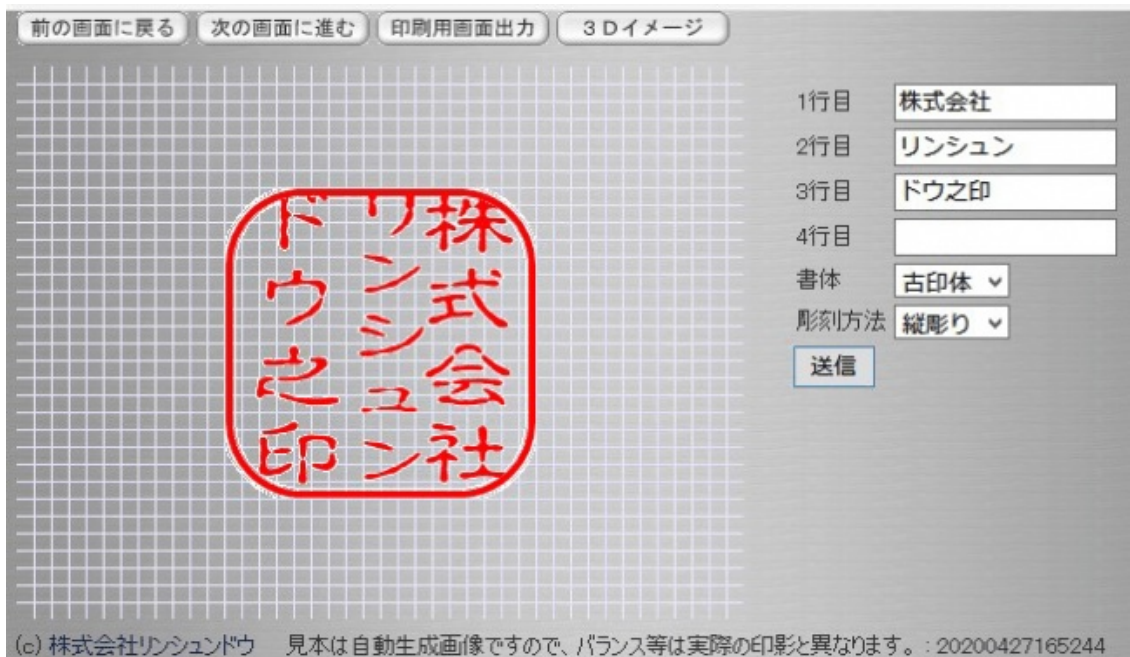 前の画面に戻る 次の画面に進む 印刷用画面出力 3Dイメージ
1行目 株式会社
2行目 リンシュン
3行目 ドウ之印
4行目
書体 古印体
彫刻方法 縦彫り
送信
株式会社
リンシュン
ドウ之印
(c) 株式会社リンシュンドウ 見本は自動生成画像ですので、バランス等は実際の印影と異なります。:20200427165244